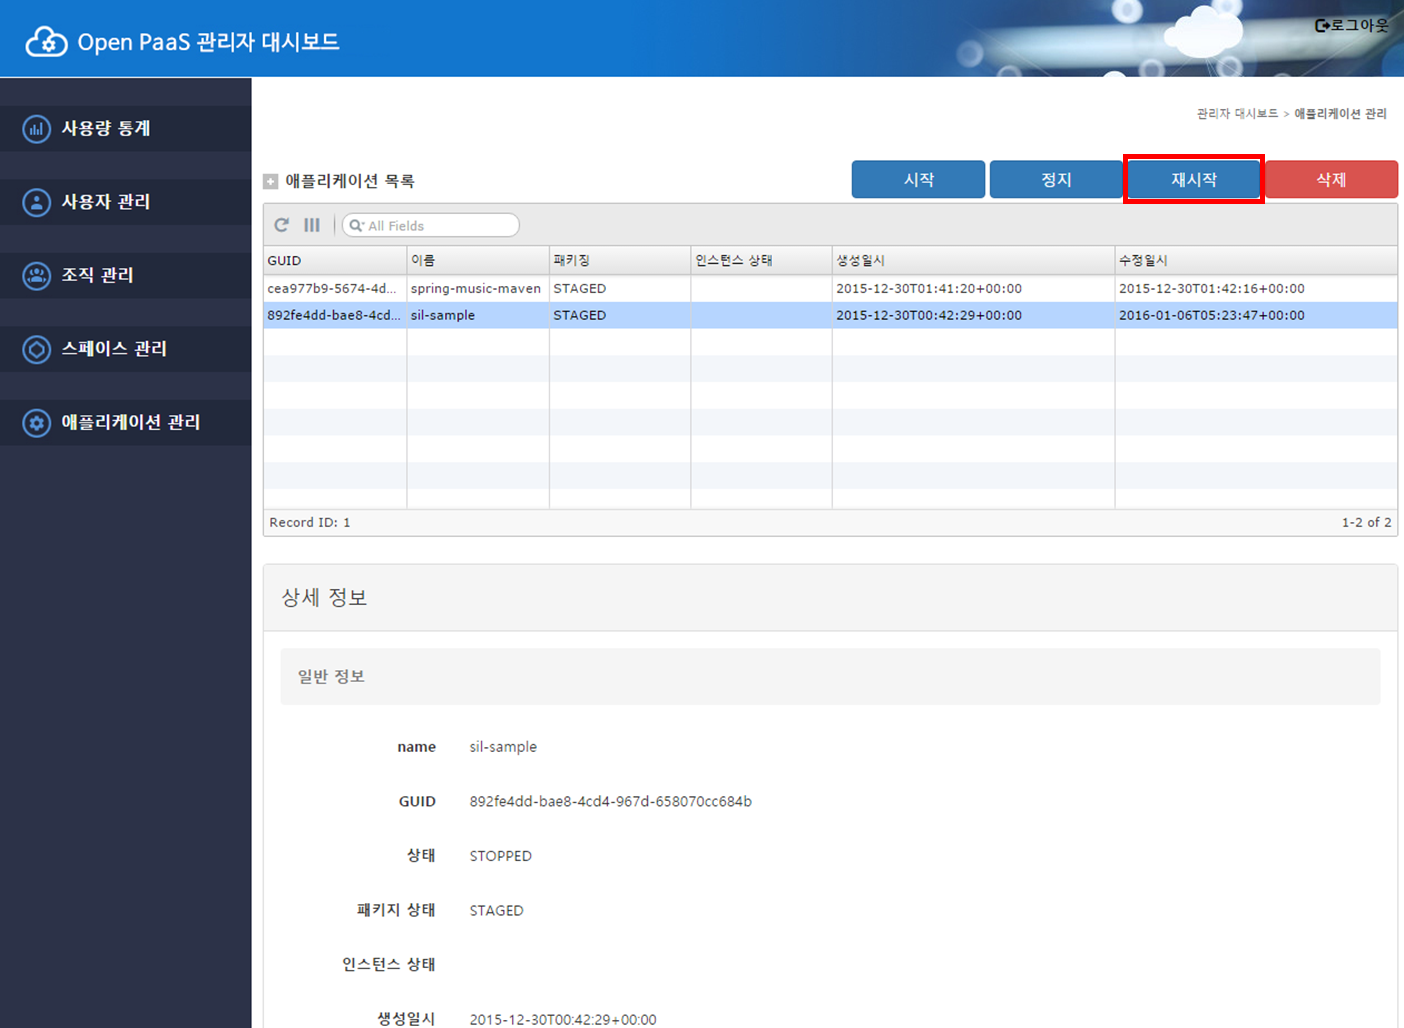 Open PaaS 관리자 대시보드
로그아웃
사용량 통계
사용자 관리
조직 관리
스페이스 관리
애플리케이션 관리
관리자 대시보드 > 애플리케이션 관리
애플리케이션 목록
시작 정지 재시작 삭제
All Fields
GUID 이름 패키징 인스턴스 상태 생성일시 수정일시
cea977b9-5674-4d... spring-music-maven STAGED 2015-12-30T01:41:20+00:00 2015-12-30T01:42:16+00:00
892fe4dd-bae8-4cd... sil-sample STAGED 2015-12-30T00:42:29+00:00 2016-01-06T05:23:47+00:00
Record ID: 1 1-2 of 2
상세 정보
일반 정보
name sil-sample
GUID 892fe4dd-bae8-4cd4-967d-658070cc684b
상태 STOPPED
패키지 상태 STAGED
인스턴스 상태
생성일시 2015-12-30T00:42:29+00:00